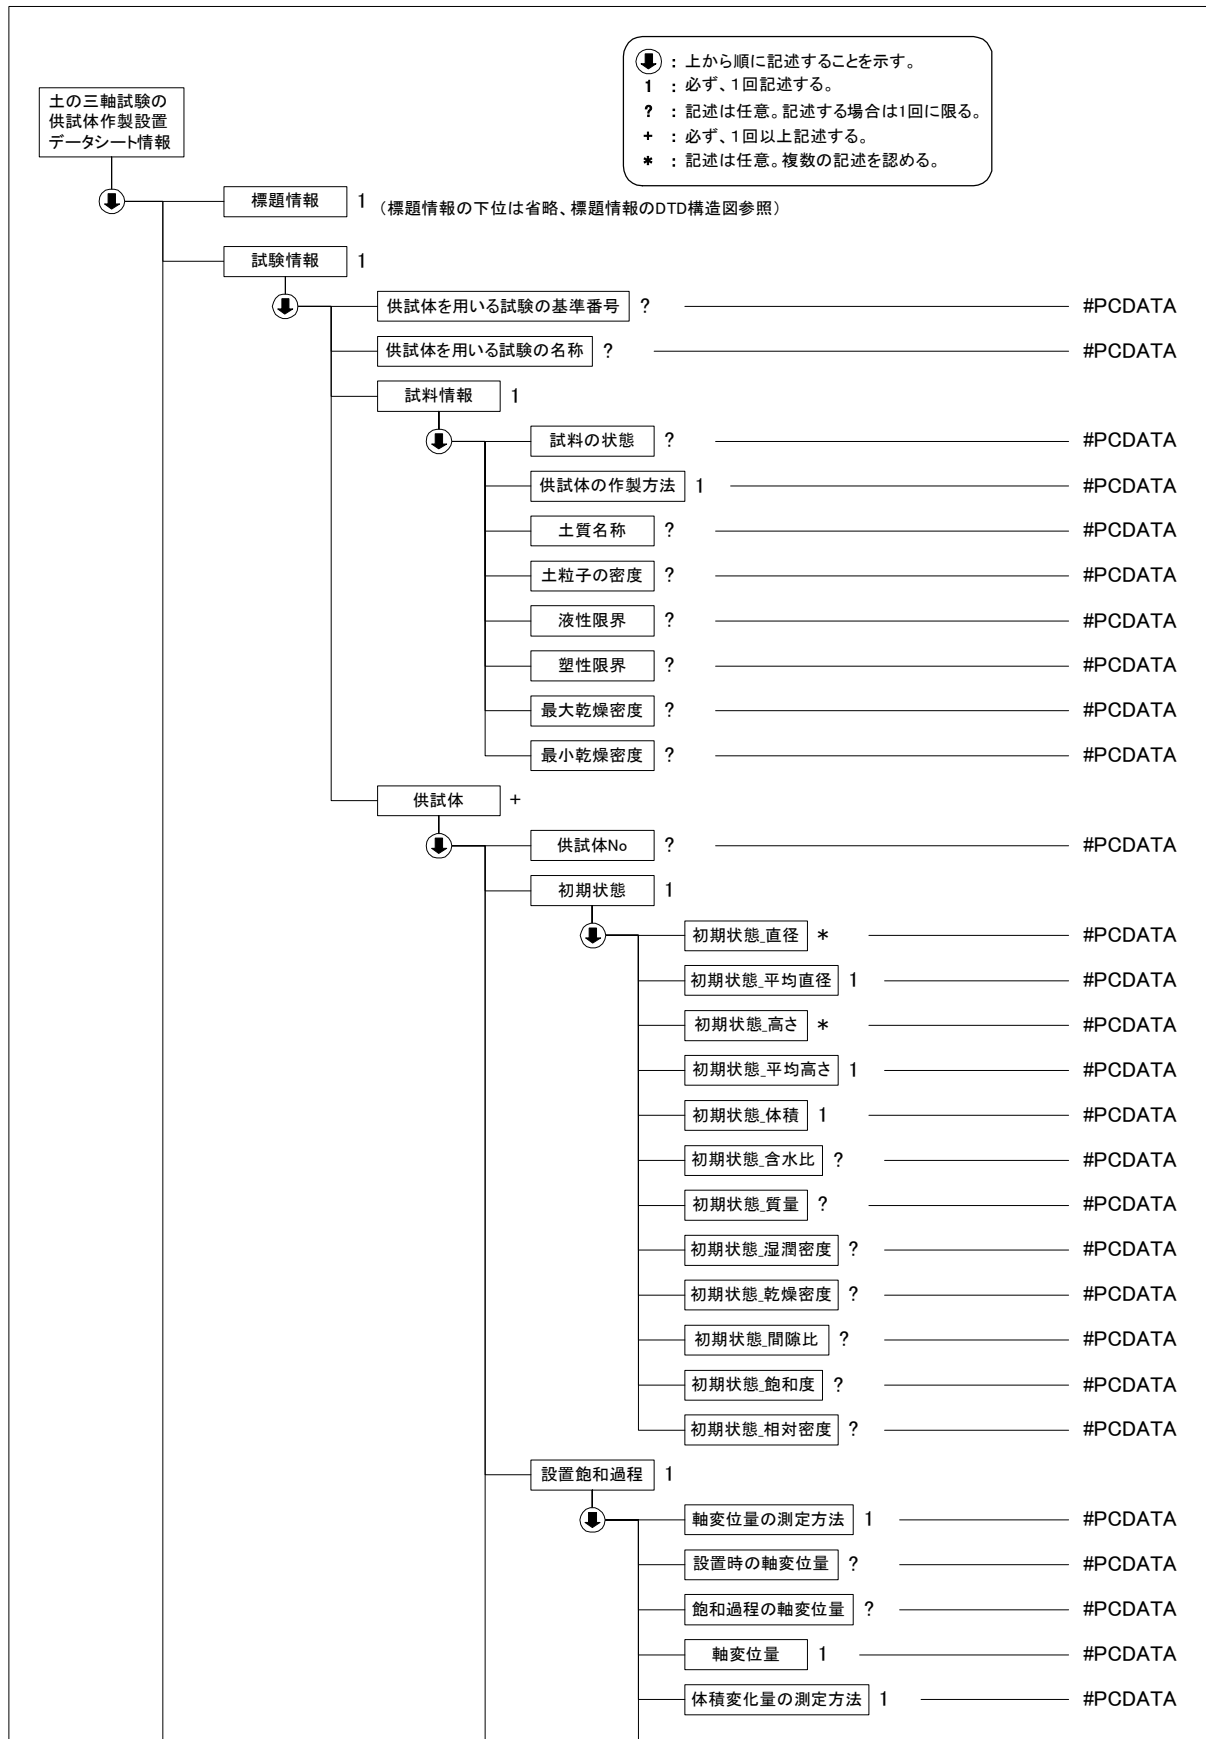 ：上から順に記述することを示す。
1：必ず、1回記述する。
?：記述は任意。記述する場合は1回に限る。
+：必ず、1回以上記述する。
*：記述は任意。複数の記述を認める。
土の三軸試験の
供試体作製設置
データシート情報
標題情報 1 （標題情報の下位は省略、標題情報のDTD構造図参照）
試験情報 1
供試体を用いる試験の基準番号 ? #PCDATA
供試体を用いる試験の名称 ? #PCDATA
試料情報 1
試料の状態 ? #PCDATA
供試体の作製方法 1 #PCDATA
土質名称 ? #PCDATA
土粒子の密度 ? #PCDATA
液性限界 ? #PCDATA
塑性限界 ? #PCDATA
最大乾燥密度 ? #PCDATA
最小乾燥密度 ? #PCDATA
供試体 +
供試体No ? #PCDATA
初期状態 1
初期状態_直径 * #PCDATA
初期状態_平均直径 1 #PCDATA
初期状態_高さ * #PCDATA
初期状態_平均高さ 1 #PCDATA
初期状態_体積 1 #PCDATA
初期状態_含水比 ? #PCDATA
初期状態_質量 ? #PCDATA
初期状態_湿潤密度 ? #PCDATA
初期状態_乾燥密度 ? #PCDATA
初期状態_間隙比 ? #PCDATA
初期状態_飽和度 ? #PCDATA
初期状態_相対密度 ? #PCDATA
設置飽和過程 1
軸変位量の測定方法 1 #PCDATA
設置時の軸変位量 ? #PCDATA
飽和過程の軸変位量 ? #PCDATA
軸変位量 1 #PCDATA
体積変化量の測定方法 1 #PCDATA